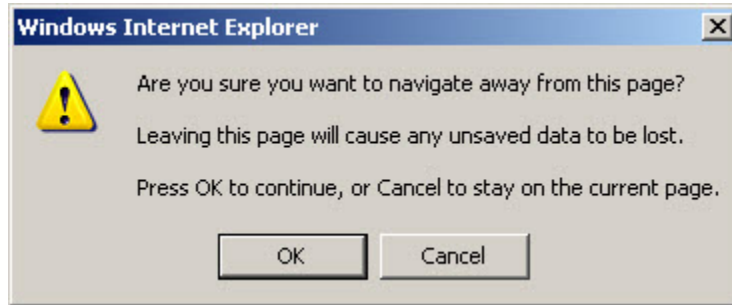 Windows Internet Explorer
Are you sure you want to navigate away from this page?
Leaving this page will cause any unsaved data to be lost.
Press OK to continue, or Cancel to stay on the current page.
OK
Cancel